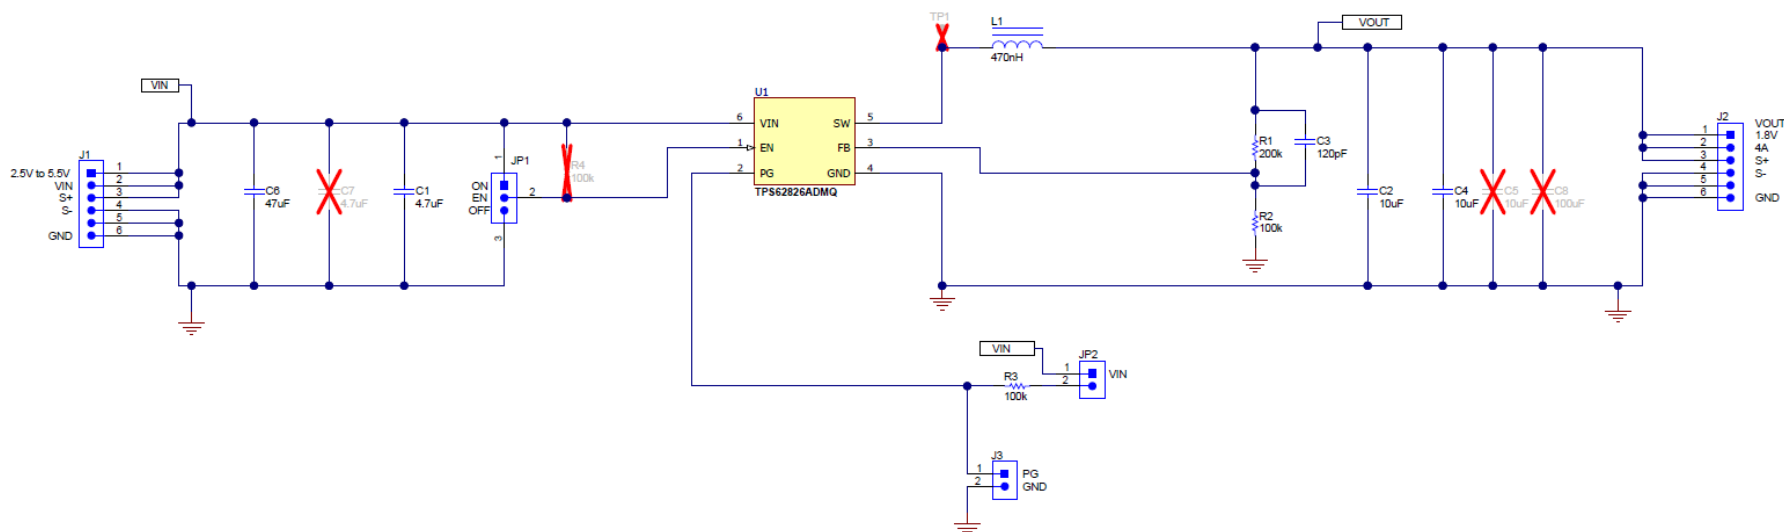 TP1
L1
470nH
VOUT
VIN
U1
6 VIN SW 5
1 EN FB 3
2 PG GND 4
TPS62826ADMQ
J1
2.5V to 5.5V 1
VIN 2
S+ 3
S- 4
5
GND 6
C6
47uF
C7
4.7uF
C1
4.7uF
JP1
1
ON
EN 2
OFF
3
R4
100k
R1
200k
C3
120pF
R2
100k
C2
10uF
C4
10uF
C5
10uF
C8
100uF
J2
VOUT
1 1.8V
2 4A
3 S+
4 S-
5
6 GND
VIN
JP2
1 VIN
2
R3
100k
J3
1 PG
2 GND